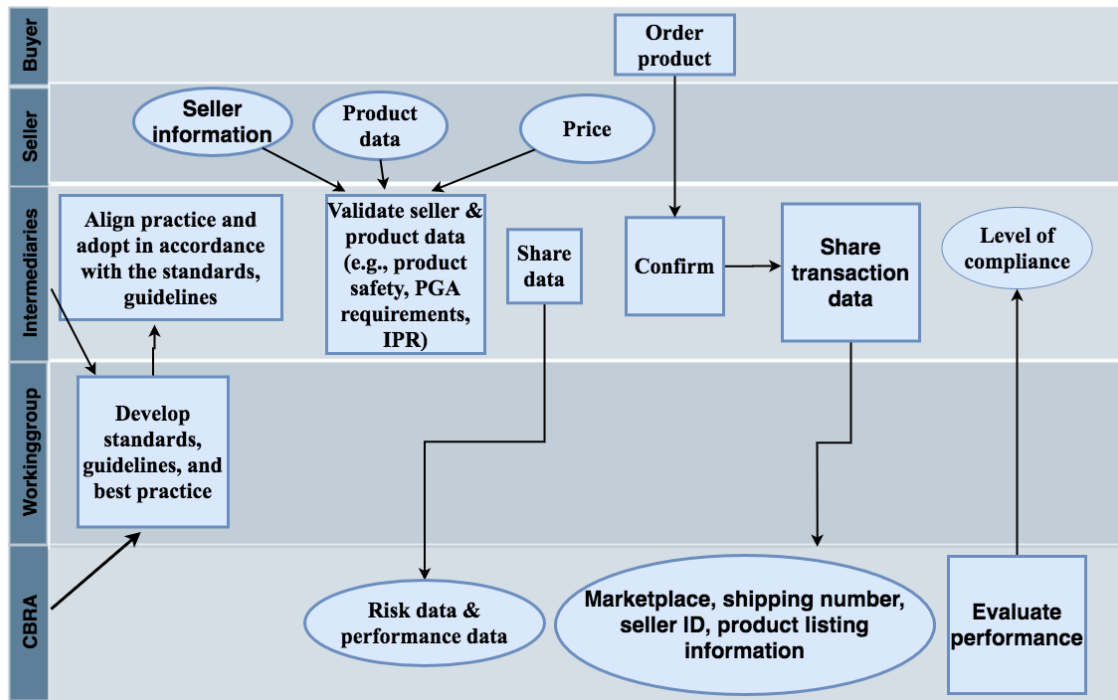 Buyer
Order
product
Seller
Seller
information
Product
data
Price
Intermediaries
Align practice and
adopt in accordance
with the standards,
guidelines
Validate seller &
product data
(e.g., product
safety, PGA
requirements,
IPR)
Share
data
Confirm
Share
transaction
data
Level of
compliance
Workinggroup
Develop
standards,
guidelines, and
best practice
CBRA
Risk data &
performance data
Marketplace, shipping number,
seller ID, product listing
information
Evaluate
performance